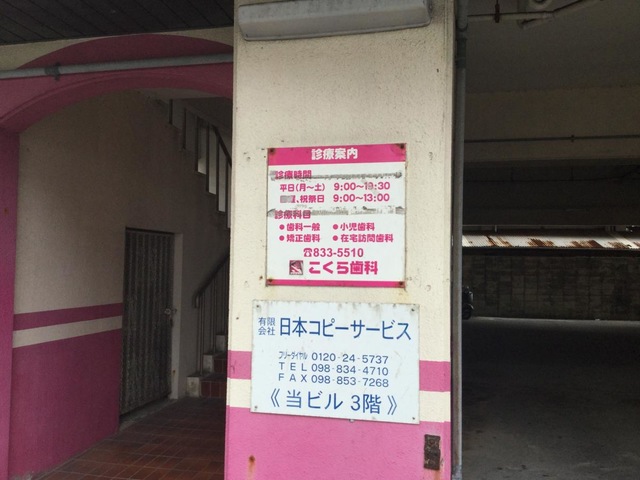 診療案内
診療時間
平日(月～土) 9:00～19:30
、祝祭日 9:00～13:00
診療科目
●歯科一般 ●小児歯科
●矯正歯科 ●在宅訪問歯科
☎833-5510
こくら歯科
有限会社 日本コピーサービス
フリーダイヤル 0120-24-5737
TEL 098-834-4710
FAX 098-853-7268
《当ビル 3階》